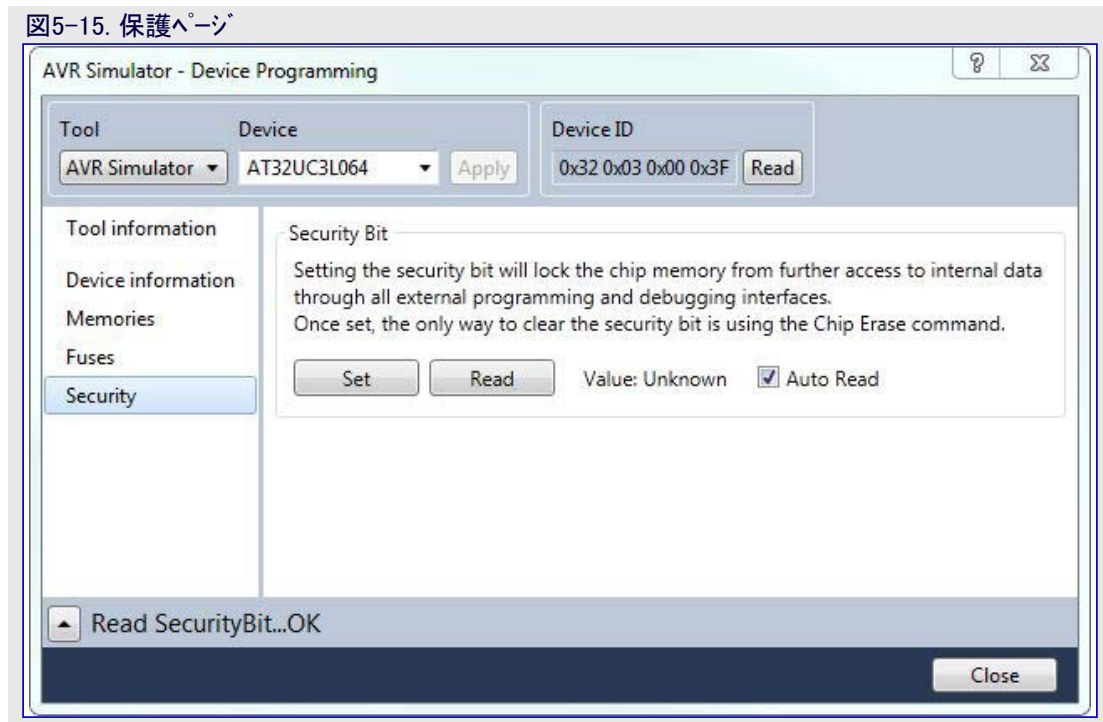 図5-15. 保護ページ
AVR Simulator - Device Programming
Tool Device Device ID
AVR Simulator AT32UC3L064 Apply 0x32 0x03 0x00 0x3F Read
Tool information
Device information
Memories
Fuses
Security
Security Bit
Setting the security bit will lock the chip memory from further access to internal data
through all external programming and debugging interfaces.
Once set, the only way to clear the security bit is using the Chip Erase command.
Set Read Value: Unknown Auto Read
Read SecurityBit...OK
Close